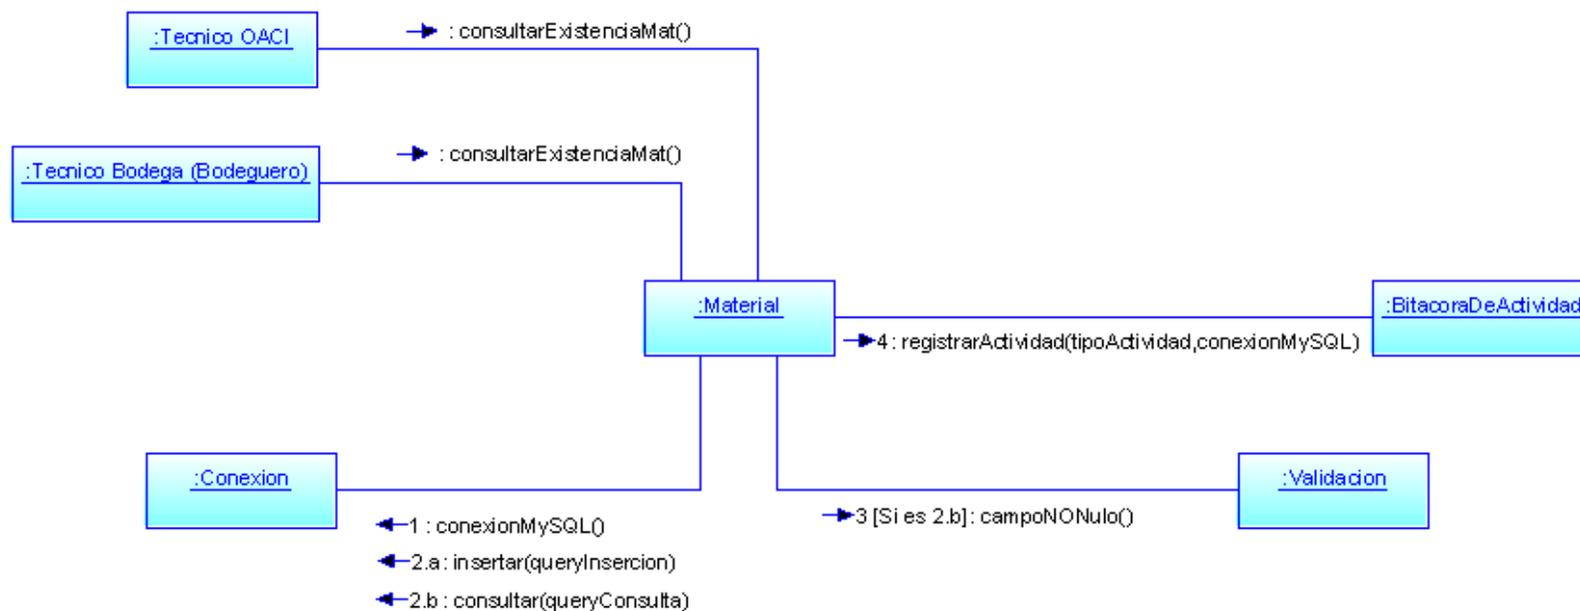 :Tecnico OACI
: consultarExistenciaMat()
:Tecnico Bodega (Bodeguero)
: consultarExistenciaMat()
:Material
:BitacoraDeActividad
4 : registrarActividad(tipoActividad,conexionMySQL)
:Conexion
:Validacion
1 : conexionMySQL()
2.a : insertar(queryInsercion)
2.b : consultar(queryConsulta)
3 [Si es 2.b] : campoNONulo()